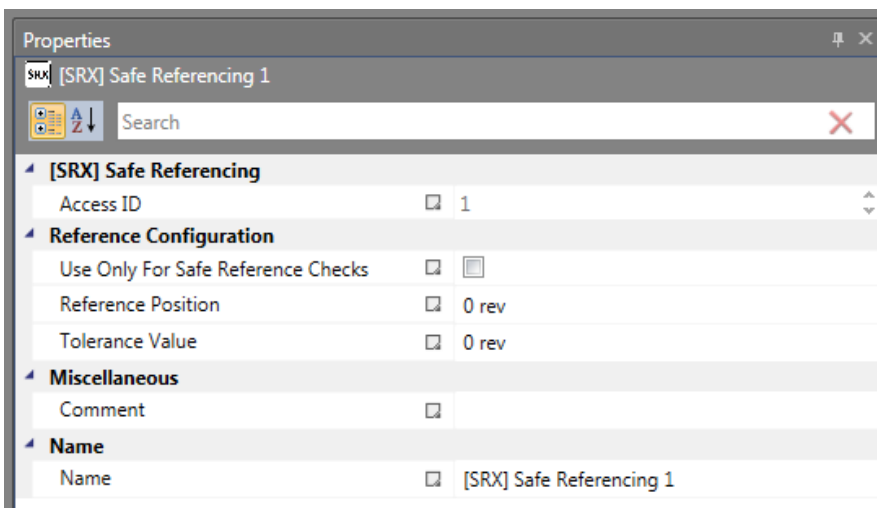 Properties
SRX [SRX] Safe Referencing 1
A Z Search
[SRX] Safe Referencing
Access ID 1
Reference Configuration
Use Only For Safe Reference Checks
Reference Position 0 rev
Tolerance Value 0 rev
Miscellaneous
Comment
Name
Name [SRX] Safe Referencing 1